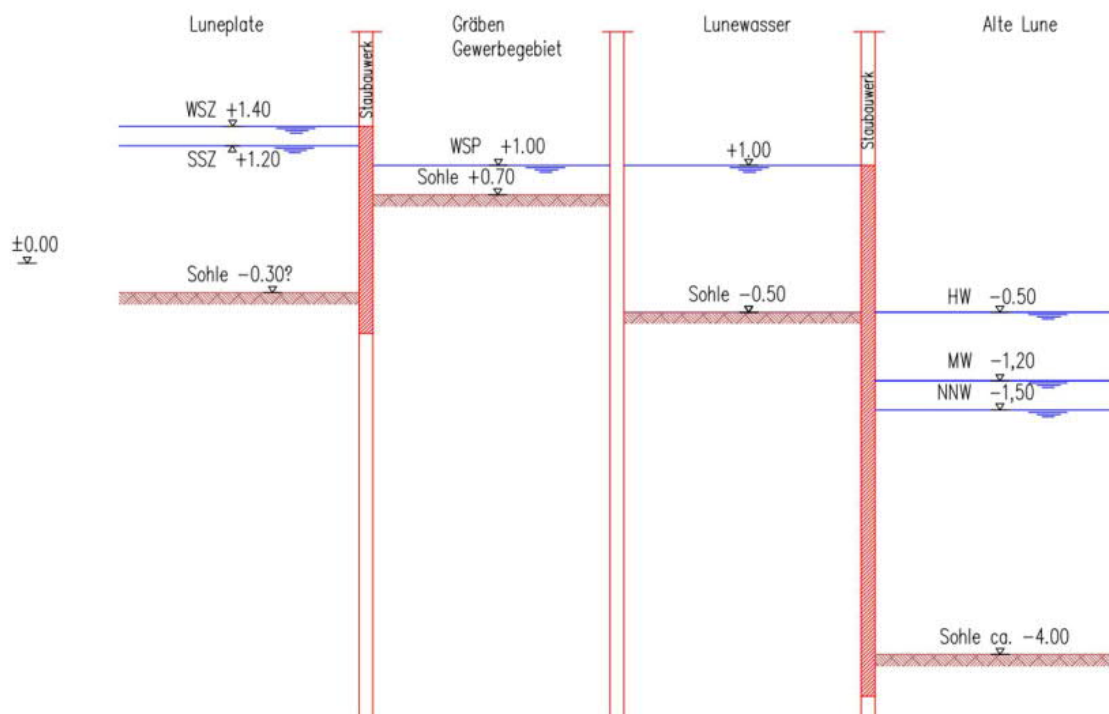 Luneplate
Gräben
Gewerbegebiet
Lunewasser
Alte Lune
Staubauwerk
Staubauwerk
WSZ +1.40
SSZ +1.20
WSP +1.00
+1.00
Sohle +0.70
±0.00
Sohle -0.30?
Sohle -0.50
HW -0.50
MW -1,20
NNW -1,50
Sohle ca. -4.00